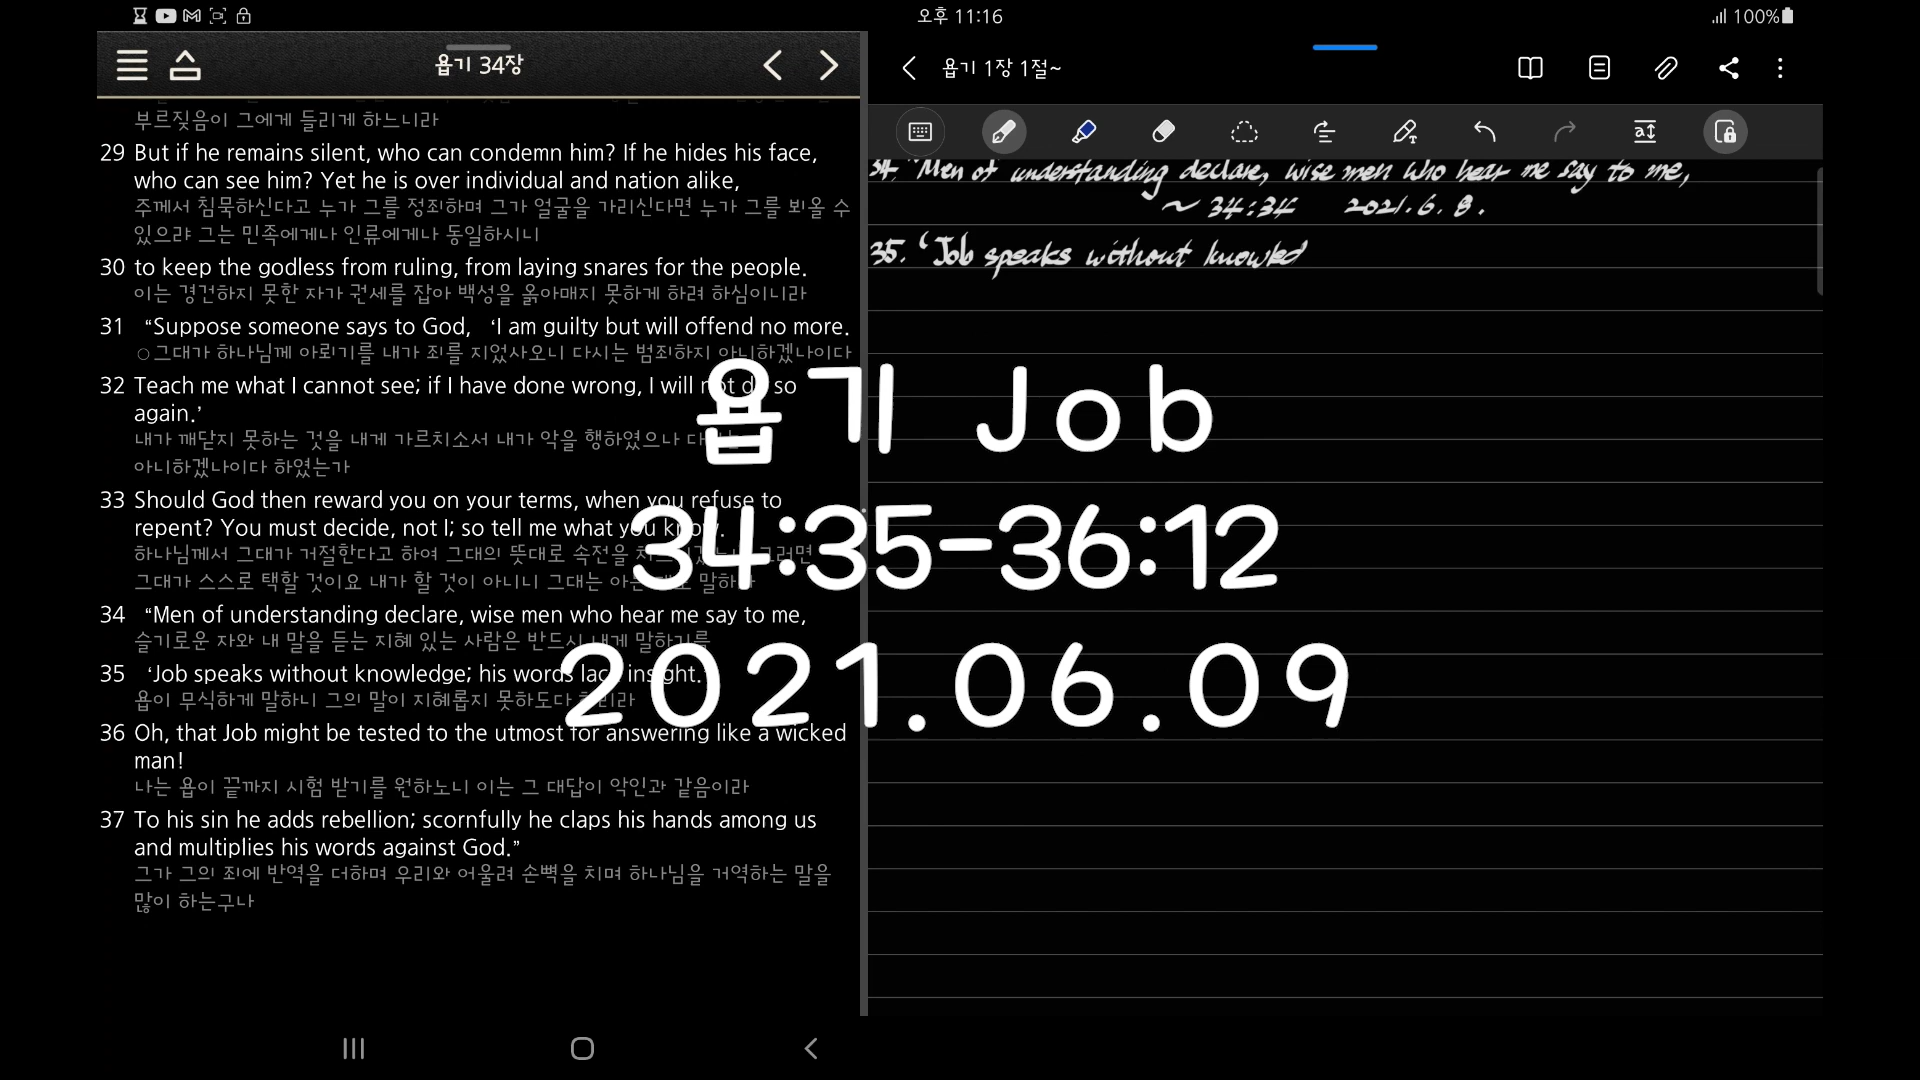 오후 11:16
100%
욥기 34장
부르짖음이 그에게 들리게 하느니라
29 But if he remains silent, who can condemn him? If he hides his face,
who can see him? Yet he is over individual and nation alike,
주께서 침묵하신다고 누가 그를 정죄하며 그가 얼굴을 가리신다면 누가 그를 뵈올 수
있으랴 그는 민족에게나 인류에게나 동일하시니
30 to keep the godless from ruling, from laying snares for the people.
이는 경건하지 못한 자가 권세를 잡아 백성을 옭아매지 못하게 하려 하심이니라
31 “Suppose someone says to God, ‘I am guilty but will offend no more.
○그대가 하나님께 아뢰기를 내가 죄를 지었사오니 다시는 범죄하지 아니하겠나이다
32 Teach me what I cannot see; if I have done wrong, I will not do so
again.’
내가 깨닫지 못하는 것을 내게 가르치소서 내가 악을 행하였으나
아니하겠나이다 하였는가
33 Should God then reward you on your terms, when you refuse to
repent? You must decide, not I; so tell me what you know.
하나님께서 그대가 거절한다고 하여 그대의 뜻대로 속전을 그러면
그대가 스스로 택할 것이요 내가 할 것이 아니니 그대는 아는 대로 말하라
34 “Men of understanding declare, wise men who hear me say to me,
슬기로운 자와 내 말을 듣는 지혜 있는 사람은 반드시 내게 말하기를
35 ‘Job speaks without knowledge; his words lack insight.’
욥이 무식하게 말하니 그의 말이 지혜롭지 못하도다 하리라
36 Oh, that Job might be tested to the utmost for answering like a wicked
man!
나는 욥이 끝까지 시험 받기를 원하노니 이는 그 대답이 악인과 같음이라
37 To his sin he adds rebellion; scornfully he claps his hands among us
and multiplies his words against God.”
그가 그의 죄에 반역을 더하며 우리와 어울려 손뼉을 치며 하나님을 거역하는 말을
많이 하는구나
욥기 1장 1절~
34. “Men of understanding declare, wise men who hear me say to me,
~ 34:34 2021.6.8.
35. ‘Job speaks without knowled
욥기 Job
34:35-36:12
2021.06.09